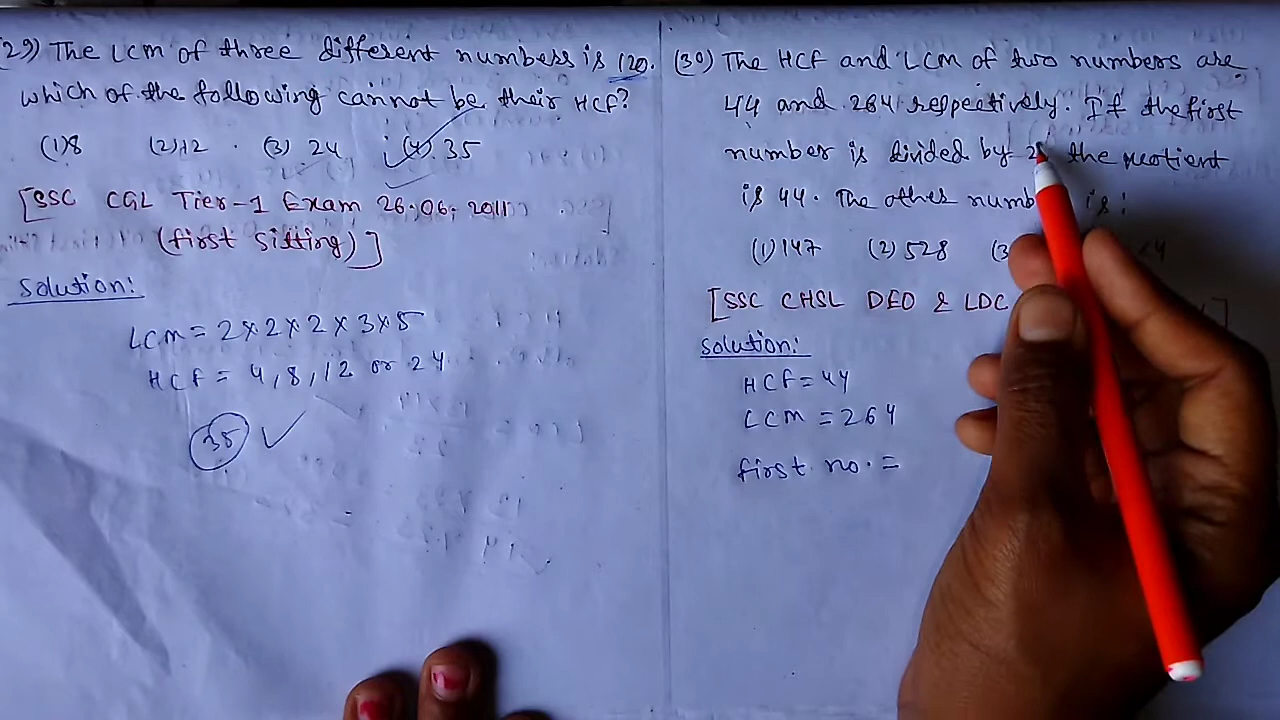 29) The LCM of three different numbers is 120.
which of the following cannot be their HCF?
(1) 8 (2) 12 (3) 24 (4) 35
[SSC CGL Tier-1 Exam 26.06.2011
(first sitting)]
Solution:
LCM = 2×2×2×3×5
HCF = 4, 8, 12 or 24
35 ✓
(30) The HCF and LCM of two numbers are
44 and 264 respectively. If the first
number is divided by the
is 44. The other is:
(1) 147 (2) 528 (3
[SSC CHSL DEO & LDC ]
Solution:
HCF = 44
LCM = 264
first no. =